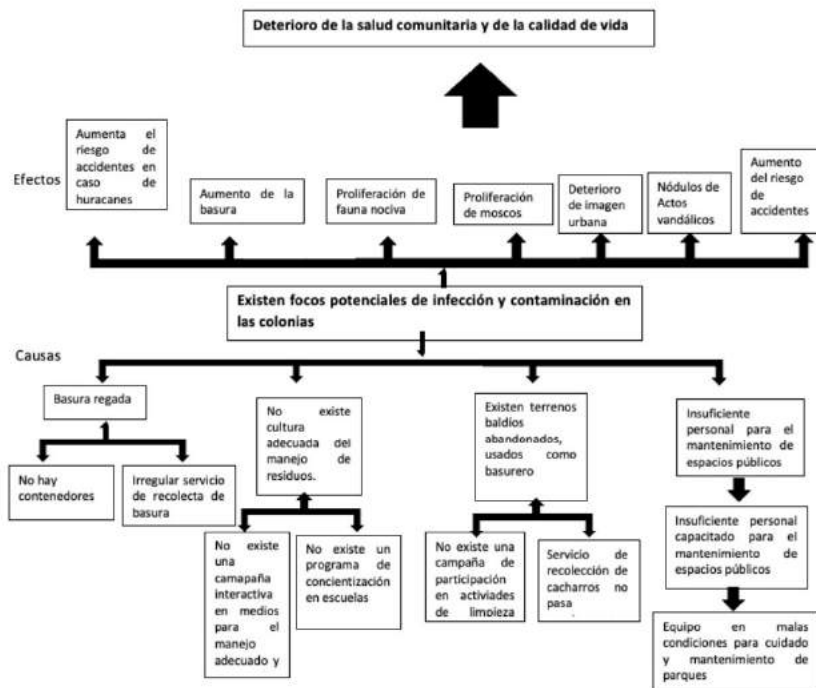 Deterioro de la salud comunitaria y de la calidad de vida
Efectos
Aumenta el
riesgo de
accidentes en
caso de
huracanes
Aumento de la
basura
Proliferación de
fauna nociva
Proliferación
de moscos
Deterioro
de imagen
urbana
Nódulos de
Actos
vandálicos
Aumento
del riesgo
de
accidentes
Existen focos potenciales de infección y contaminación en
las colonias
Causas
Basura regada
No hay
contenedores
Irregular servicio
de recolecta de
basura
No existe
cultura
adecuada del
manejo de
residuos.
No existe
una
camapaña
interactiva
en medios
para el
manejo
adecuado y
No existe un
programa de
concientización
en escuelas
Existen terrenos
baldíos
abandonados,
usados como
basurero
No existe una
campaña de
participación
en activiades
de limoieza
Servicio de
recolección de
cacharros no
pasa
Insuficiente
personal para el
mantenimiento de
espacios públicos
Insuficiente personal
capacitado para el
mantenimiento de
espacios públicos
Equipo en malas
condiciones para cuidado
y mantenimiento de
parques